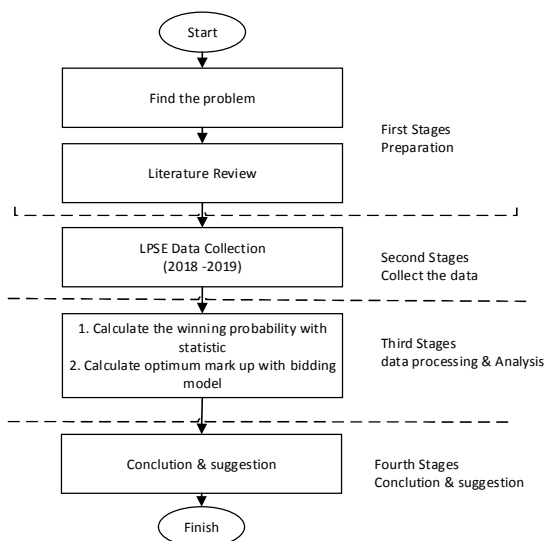 Start
Find the problem
First Stages
Preparation
Literature Review
LPSE Data Collection
(2018 -2019)
Second Stages
Collect the data
1. Calculate the winning probability with
statistic
2. Calculate optimum mark up with bidding
model
Third Stages
data processing & Analysis
Conclution & suggestion
Fourth Stages
Conclution & suggestion
Finish